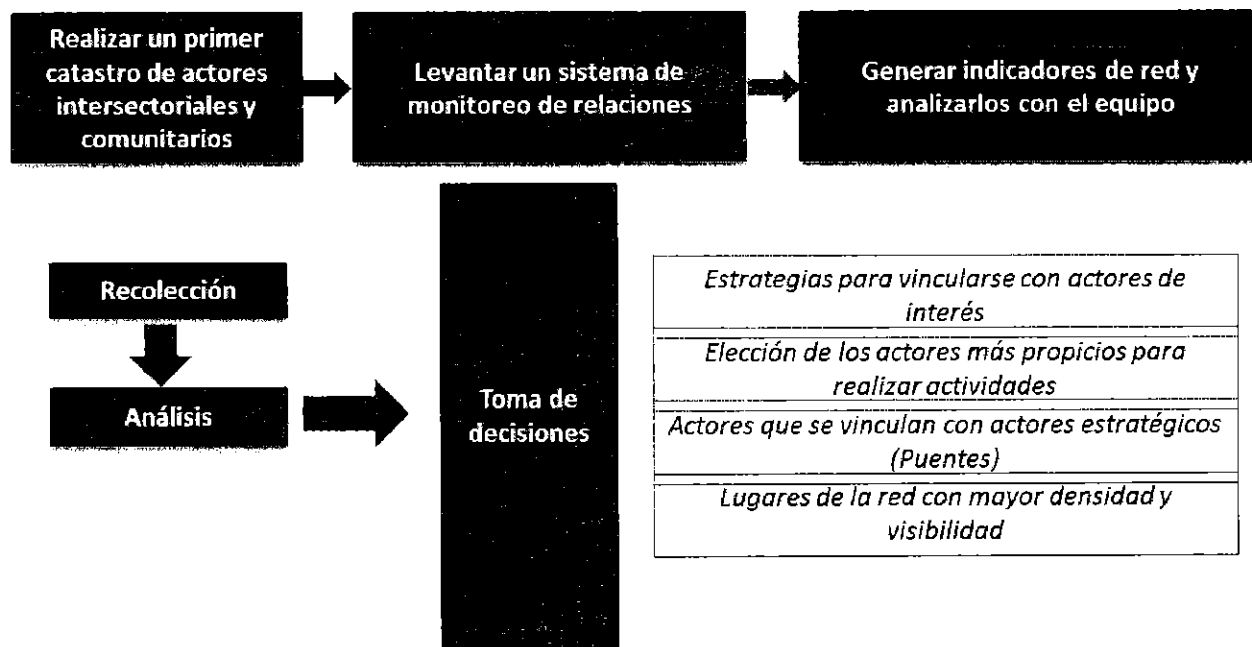 Realizar un primer
catastro de actores
intersectoriales y
comunitarios
Levantar un sistema de
monitoreo de relaciones
Generar indicadores de red y
analizarlos con el equipo
Recolección
Análisis
Toma de
decisiones
Estrategias para vincularse con actores de
interés
Elección de los actores más propicios para
realizar actividades
Actores que se vinculan con actores estratégicos
(Puentes)
Lugares de la red con mayor densidad y
visibilidad